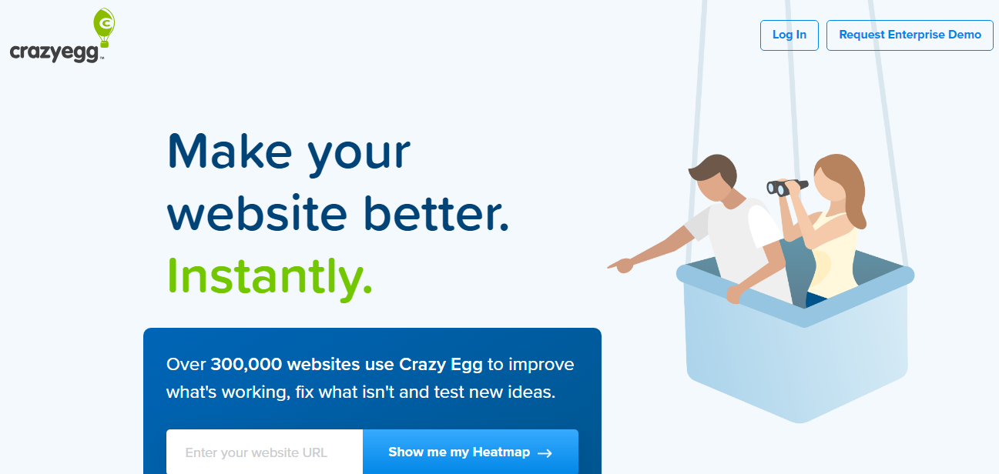 crazyegg™
Log In
Request Enterprise Demo
Make your
website better.
Instantly.
Over 300,000 websites use Crazy Egg to improve
what's working, fix what isn't and test new ideas.
Enter your website URL
Show me my Heatmap →